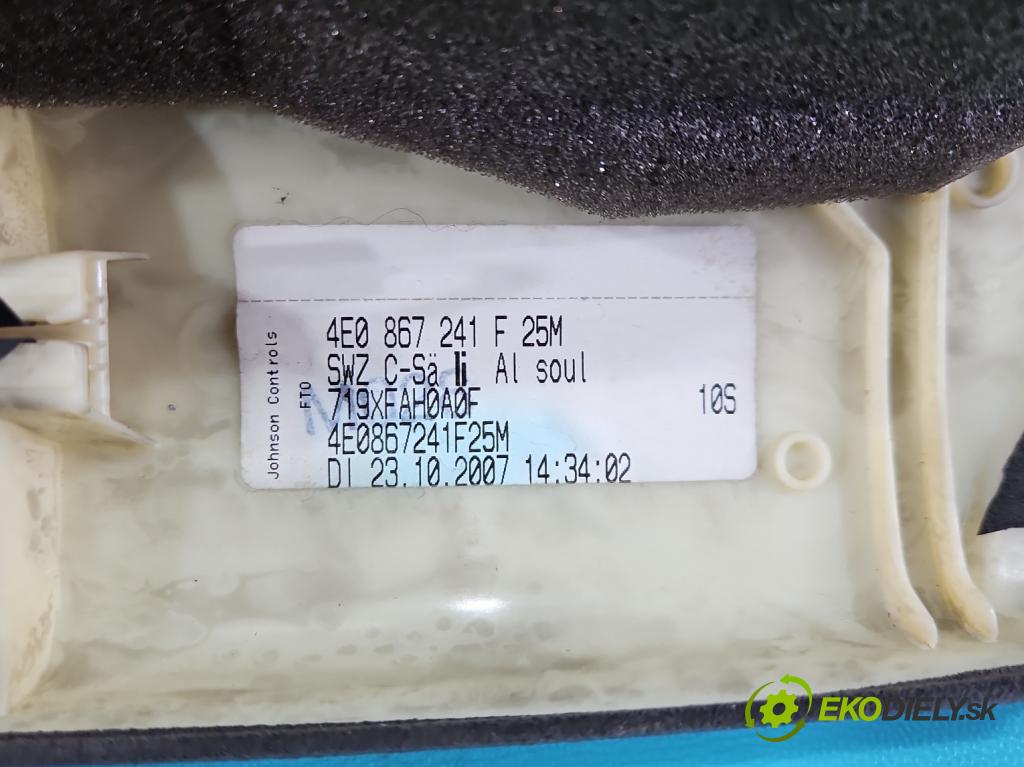 Johnson Controls
FTO
4E0 867 241 F 25M
SWZ C-Sä li Al soul
719XFAH0A0F 10S
4E0867241F25M
DI 23.10.2007 14:34:02
EKODIELY.sk